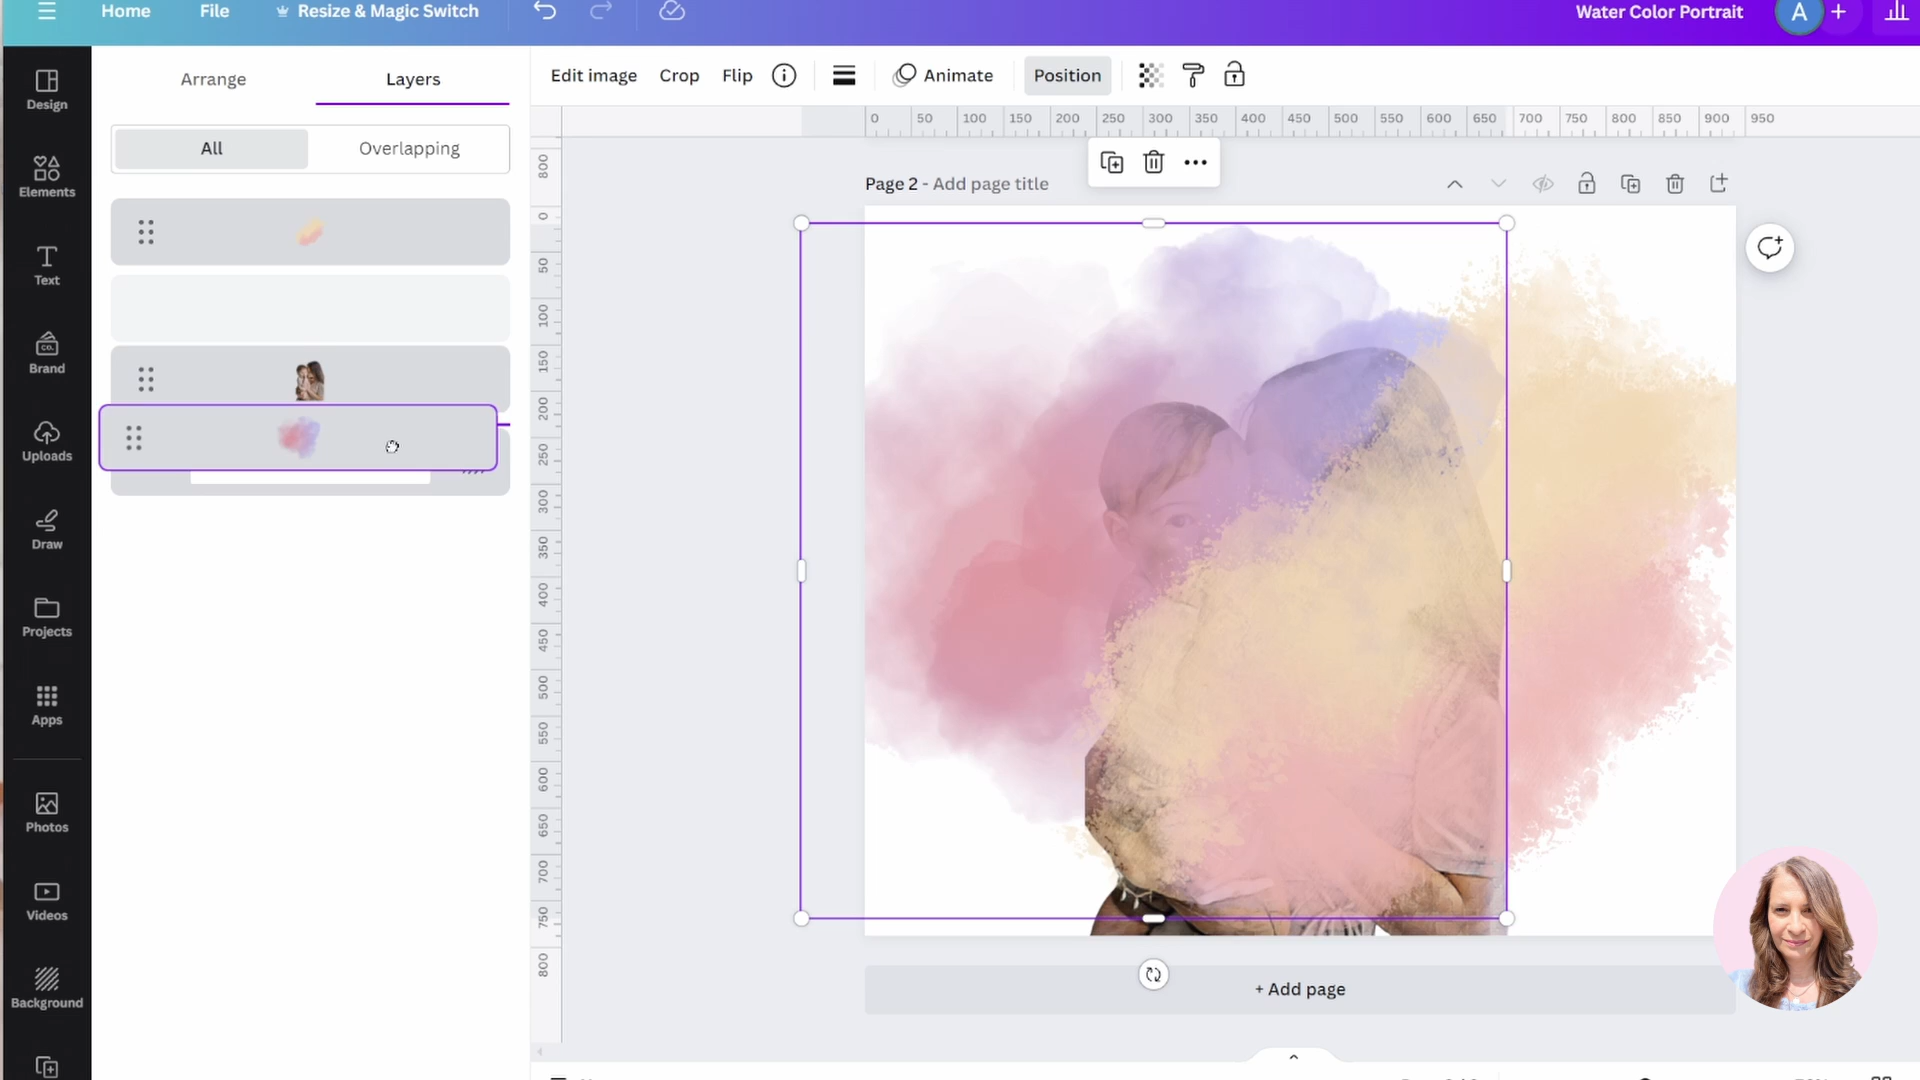 Home File Resize & Magic Switch Water Color Portrait A
Arrange Layers
Edit image Crop Flip Animate Position
All Overlapping
Design
Elements
Text
Brand
CO.
Uploads
Draw
Projects
Apps
Photos
Videos
Background
0 50 100 150 200 250 300 350 400 450 500 550 600 650 700 750 800 850 900 950
800 0 50 100 150 200 250 300 350 400 450 500 550 600 650 700 750 800
Page 2 - Add page title
+ Add page